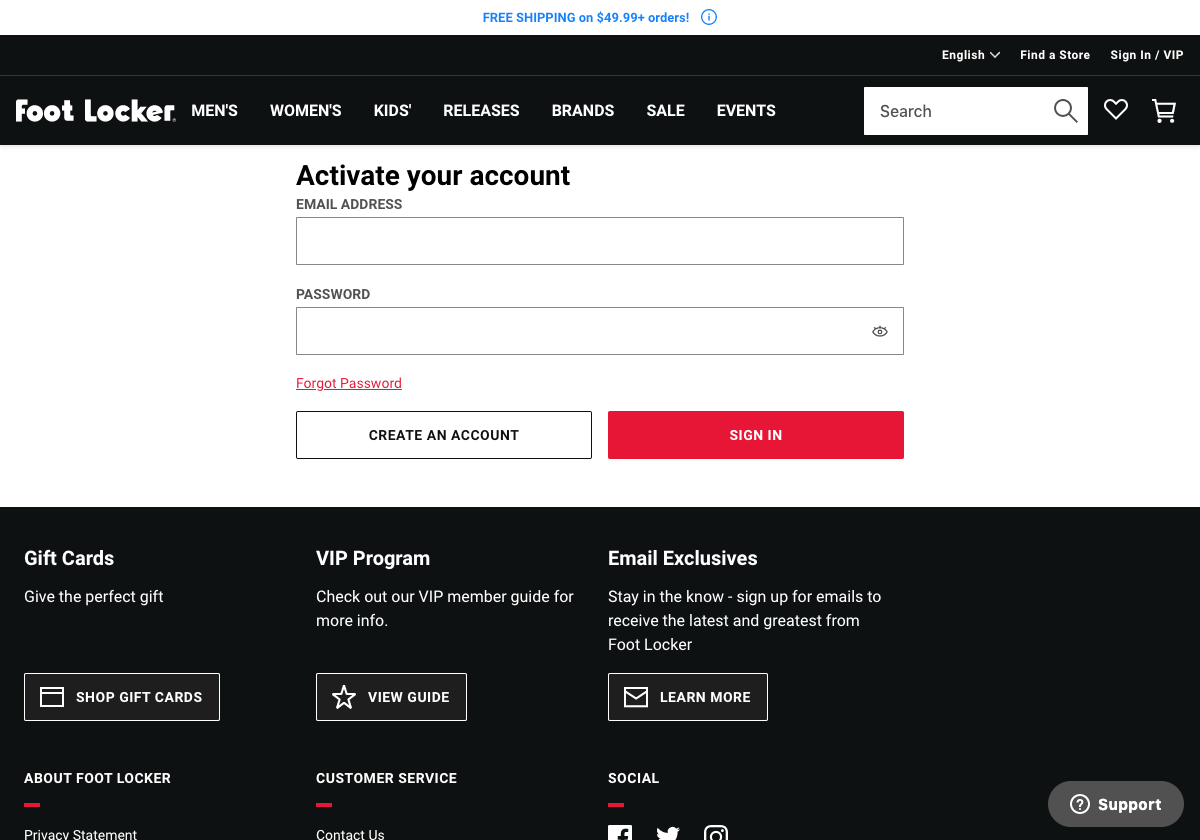 FREE SHIPPING on $49.99+ orders!
English
Find a Store
Sign In / VIP
Foot Locker
MEN'S
WOMEN'S
KIDS'
RELEASES
BRANDS
SALE
EVENTS
Search
Activate your account
EMAIL ADDRESS
PASSWORD
Forgot Password
CREATE AN ACCOUNT
SIGN IN
Gift Cards
Give the perfect gift
SHOP GIFT CARDS
VIP Program
Check out our VIP member guide for
more info.
VIEW GUIDE
Email Exclusives
Stay in the know - sign up for emails to
receive the latest and greatest from
Foot Locker
LEARN MORE
ABOUT FOOT LOCKER
Privacy Statement
CUSTOMER SERVICE
Contact Us
SOCIAL
Support